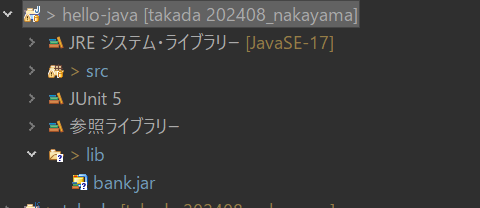 > hello-java [takada 202408_nakayama]
JRE システム・ライブラリー [JavaSE-17]
> src
JUnit 5
参照ライブラリー
> lib
bank.jar